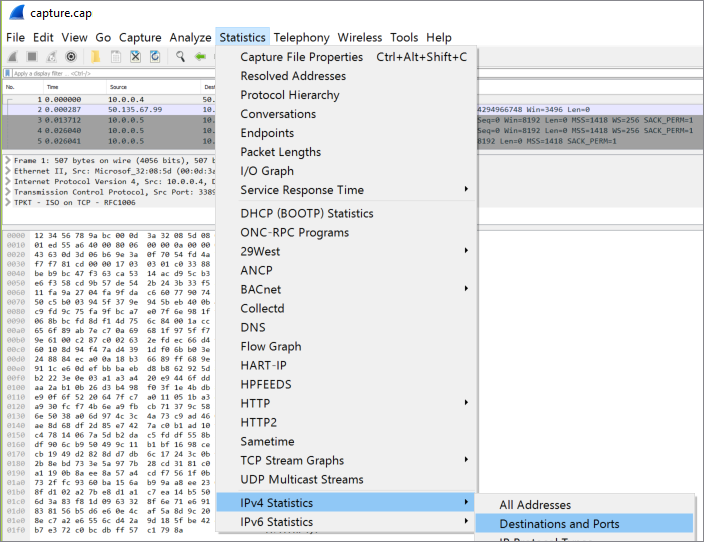 capture.cap
File Edit View Go Capture Analyze Statistics Telephony Wireless Tools Help
Apply a display filter ... <Ctrl-/>
No. Time Source Des
1 0.000000 10.0.0.4 50.
2 0.000287 50.135.67.99 10. 4294966748 Win=3496 Len=0
3 0.013712 10.0.0.5 10. Seq=0 Win=8192 Len=0 MSS=1418 WS=256 SACK_PERM=1
4 0.026040 10.0.0.5 10. Seq=0 Win=8192 Len=0 MSS=1418 WS=256 SACK_PERM=1
5 0.026041 10.0.0.5 10. 8192 Len=0 MSS=1418 SACK_PERM=1
Frame 1: 507 bytes on wire (4056 bits), 507 b
Ethernet II, Src: Microsof_32:08:5d (00:0d:3a
Internet Protocol Version 4, Src: 10.0.0.4, D
Transmission Control Protocol, Src Port: 3389
TPKT - ISO on TCP - RFC1006
0000 12 34 56 78 9a bc 00 0d 3a 32 08 5d 08
0010 01 ed 55 a6 40 00 80 06 00 00 0a 00 00
0020 43 63 0d 3d 06 b6 9e 3a 0f 70 54 fd 4a
0030 f7 f7 81 cd 00 00 17 03 03 01 c0 33 88
0040 be b9 bc 47 f3 63 ca 53 14 ac d9 5c b3
0050 e6 f3 58 cd 9b 57 de 54 2b 24 3b 33 f5
0060 11 fa 9a 27 04 fa 9f da c6 60 77 90 74
0070 50 c5 b0 03 94 5f 37 9e 94 5b eb 40 0b
0080 c9 fd 9c 75 fa 9f bc a7 e0 7f 6e 98 1f
0090 06 8b bc fd 8d f1 4d 75 6c 84 00 1a cc
00a0 65 6f 89 ab 7e c7 0a 69 68 1f 97 5f f7
00b0 9e 61 00 c2 87 c0 02 63 2e fd ec 66 d4
00c0 60 10 8d 94 f4 7a d4 39 1d f0 6b b0 3e
00d0 24 88 84 ec a0 0a 18 b3 66 89 ff 68 9e
00e0 91 1c e6 0d ef bb ba eb d8 b8 62 92 5d
00f0 b2 22 3e 0e 03 a1 a3 a4 20 e9 44 6f dd
0100 aa 2a b1 0b 26 d3 b4 98 f0 3f 1e 4b db
0110 e9 0f 6f 52 20 64 7f c7 a0 11 05 1b a3
0120 a9 30 fc f7 4b 6e a9 fb cb 71 37 9c 58
0130 6e 50 38 a0 6d 97 4c 3c 4a 73 c9 ad 46
0140 ae 8d 68 df 2d 85 e7 42 7a c0 b1 ad 10
0150 c4 78 14 06 7a 5d b2 da c5 fd df 55 8b
0160 df 90 6c b9 50 49 9c 11 b1 bf 16 98 ce
0170 cb 19 49 d2 82 8d d7 db 6c 17 24 3c 0b
0180 2b 8e bd 73 3e 5a 97 7b 28 cd 31 81 c0
0190 a1 19 0b 8a ee 8a 57 a4 cd f7 56 1f 0b
01a0 73 2f fc 93 60 ba 15 6a b9 9a a8 ee 23
01b0 8f d1 02 a2 7b e8 d1 a1 c7 ea 14 b5 50
01c0 6d 3a 83 f8 1d 09 63 32 8f 6e 71 e6 91
01d0 83 81 56 b5 d6 e6 0e 4c af 5a 8d 9c 20
01e0 8e c7 a2 e6 55 6c d4 2a 9d 18 5f be 42
01f0 b7 e3 72 c0 bc db ff 57 c1 79 8a
Capture File Properties Ctrl+Alt+Shift+C
Resolved Addresses
Protocol Hierarchy
Conversations
Endpoints
Packet Lengths
I/O Graph
Service Response Time
DHCP (BOOTP) Statistics
ONC-RPC Programs
29West
ANCP
BACnet
Collectd
DNS
Flow Graph
HART-IP
HPFEEDS
HTTP
HTTP2
Sametime
TCP Stream Graphs
UDP Multicast Streams
IPv4 Statistics
IPv6 Statistics
All Addresses
Destinations and Ports